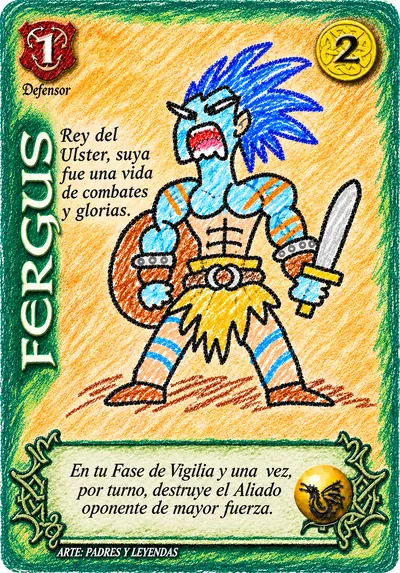 1
2
Defensor
FERGUS
Rey del
Ulster, suya
fue una vida
de combates
y glorias.
En tu Fase de Vigilia y una vez,
por turno, destruye el Aliado
oponente de mayor fuerza.
ARTE: PADRES Y LEYENDAS